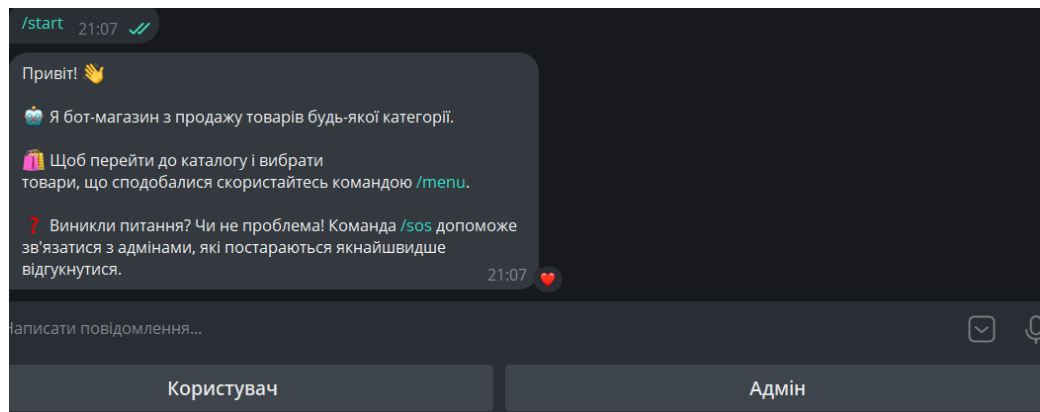 /start 21:07
Привіт! 👋
🤖 Я бот-магазин з продажу товарів будь-якої категорії.
🛍 Щоб перейти до каталогу і вибрати
товари, що сподобалися скористайтесь командою /menu.
❓ Виникли питання? Чи не проблема! Команда /sos допоможе
зв'язатися з адмінами, які постараються якнайшвидше
відгукнутися. 21:07
Написати повідомлення...
Користувач Адмін